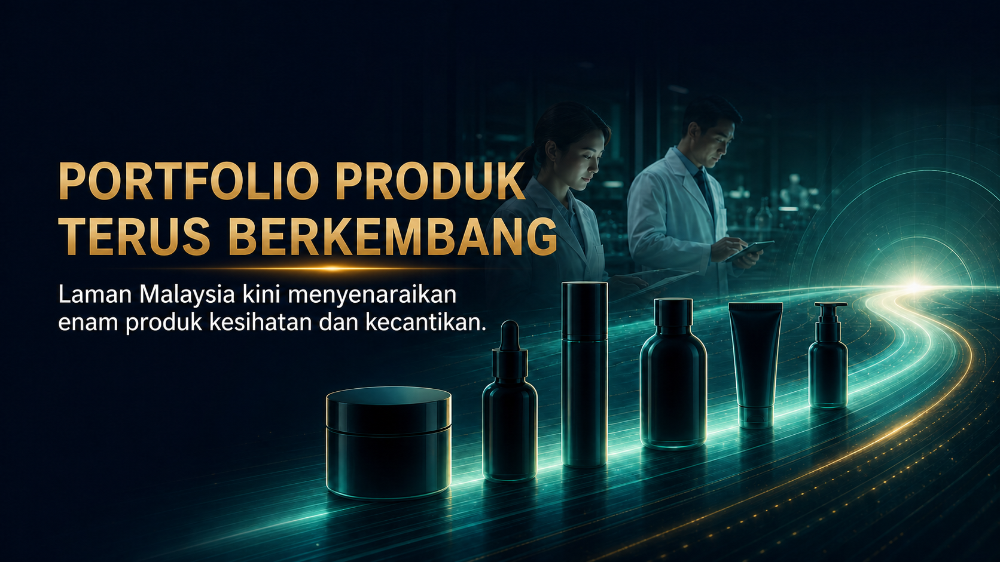 PORTFOLIO PRODUK
TERUS BERKEMBANG
Laman Malaysia kini menyenaraikan
enam produk kesihatan dan kecantikan.